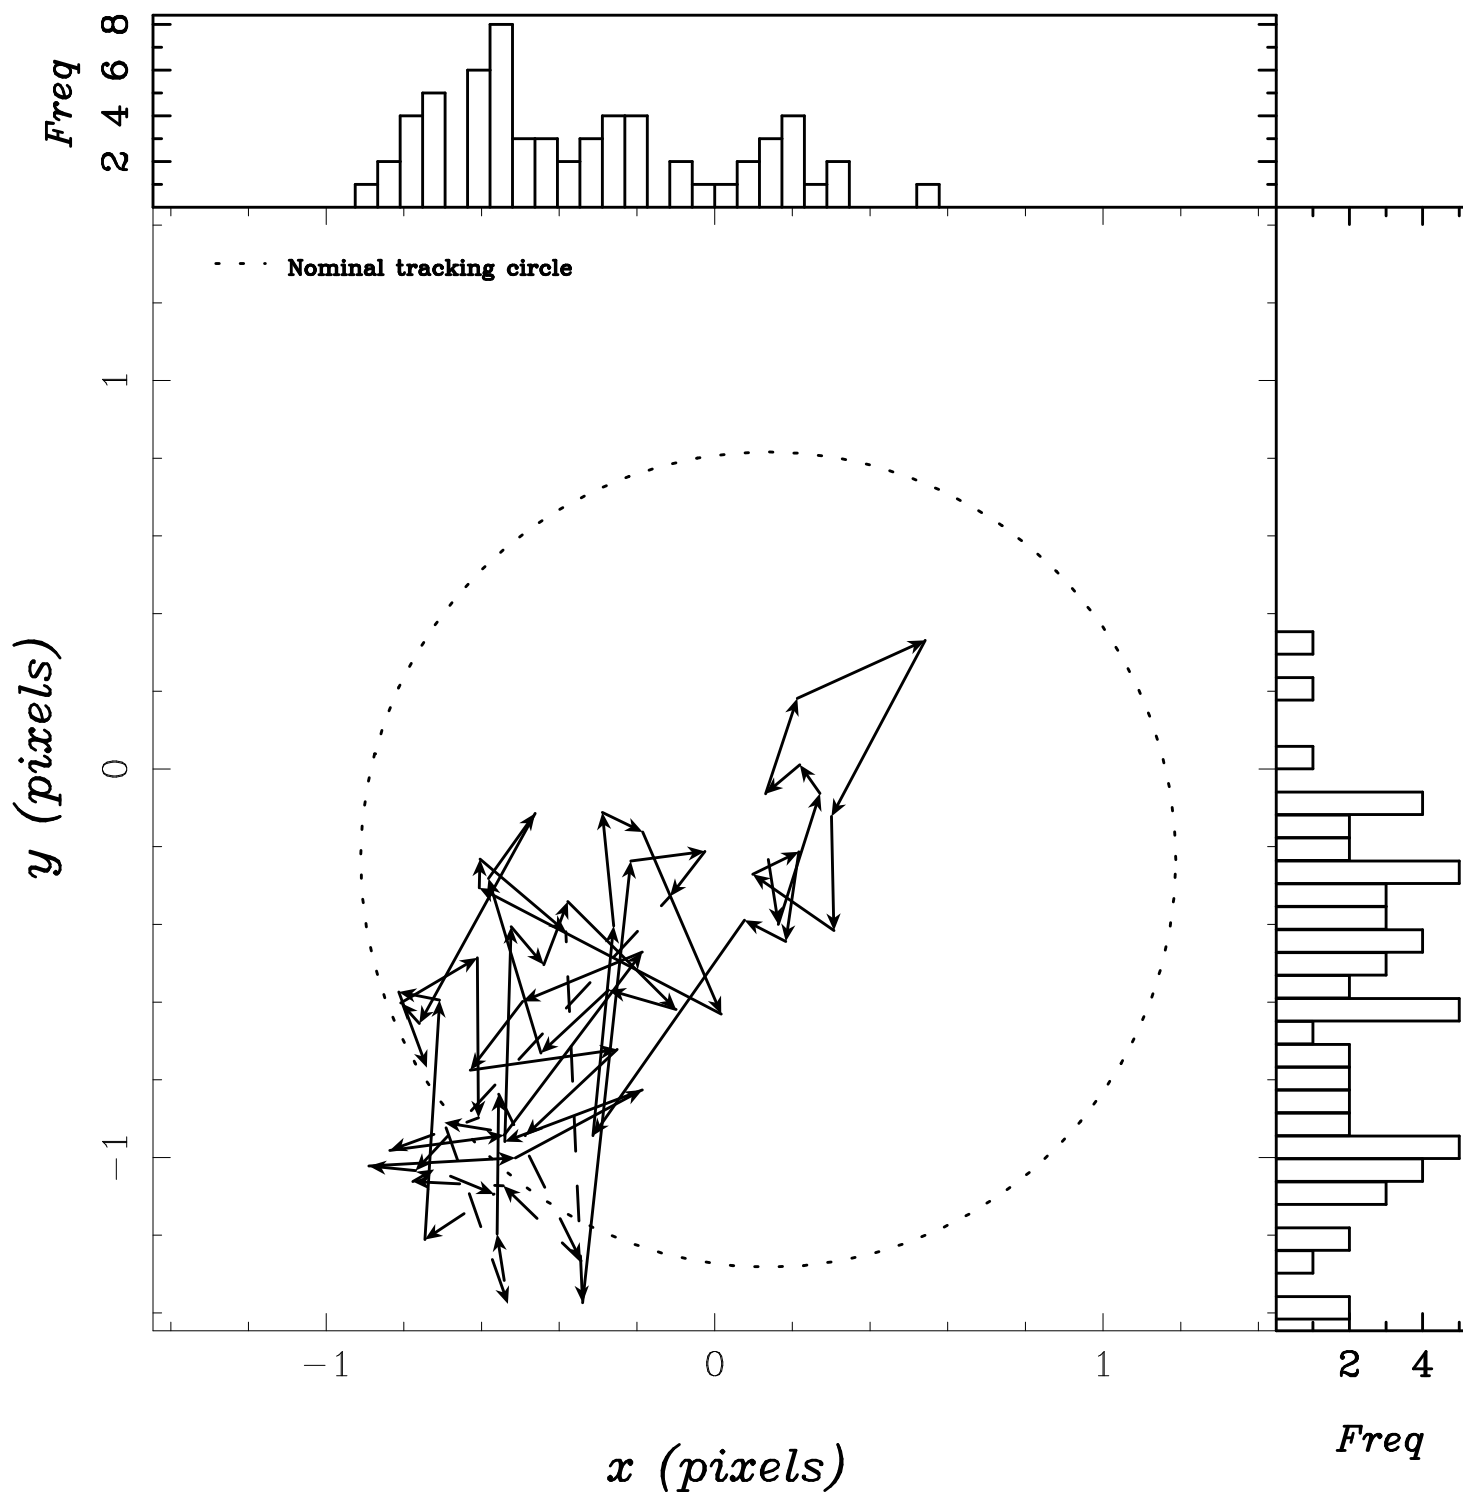 Freq
8
6
4
2
Nominal tracking circle
1
0
−1
y (pixels)
−1 0 1
2 4
x (pixels)
Freq